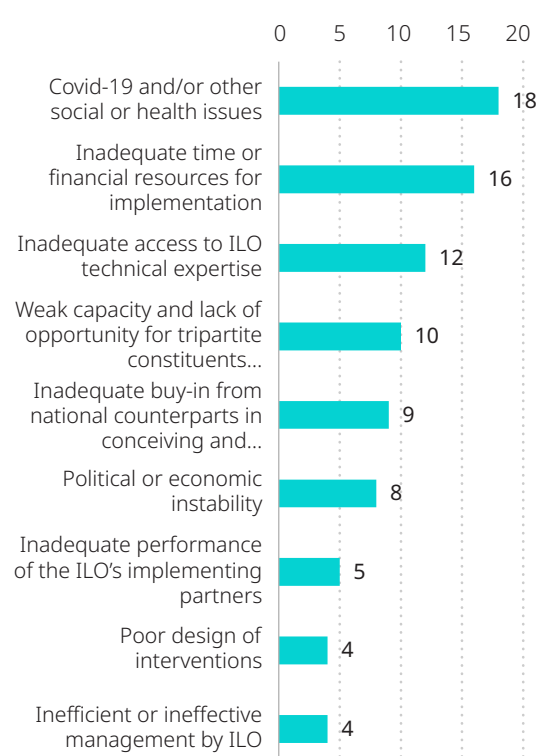 0 5 10 15 20
Covid-19 and/or other
social or health issues
18
Inadequate time or
financial resources for
implementation
16
Inadequate access to ILO
technical expertise
12
Weak capacity and lack of
opportunity for tripartite
constituents...
10
Inadequate buy-in from
national counterparts in
conceiving and...
9
Political or economic
instability
8
Inadequate performance
of the ILO’s implementing
partners
5
Poor design of
interventions
4
Inefficient or ineffective
management by ILO
4